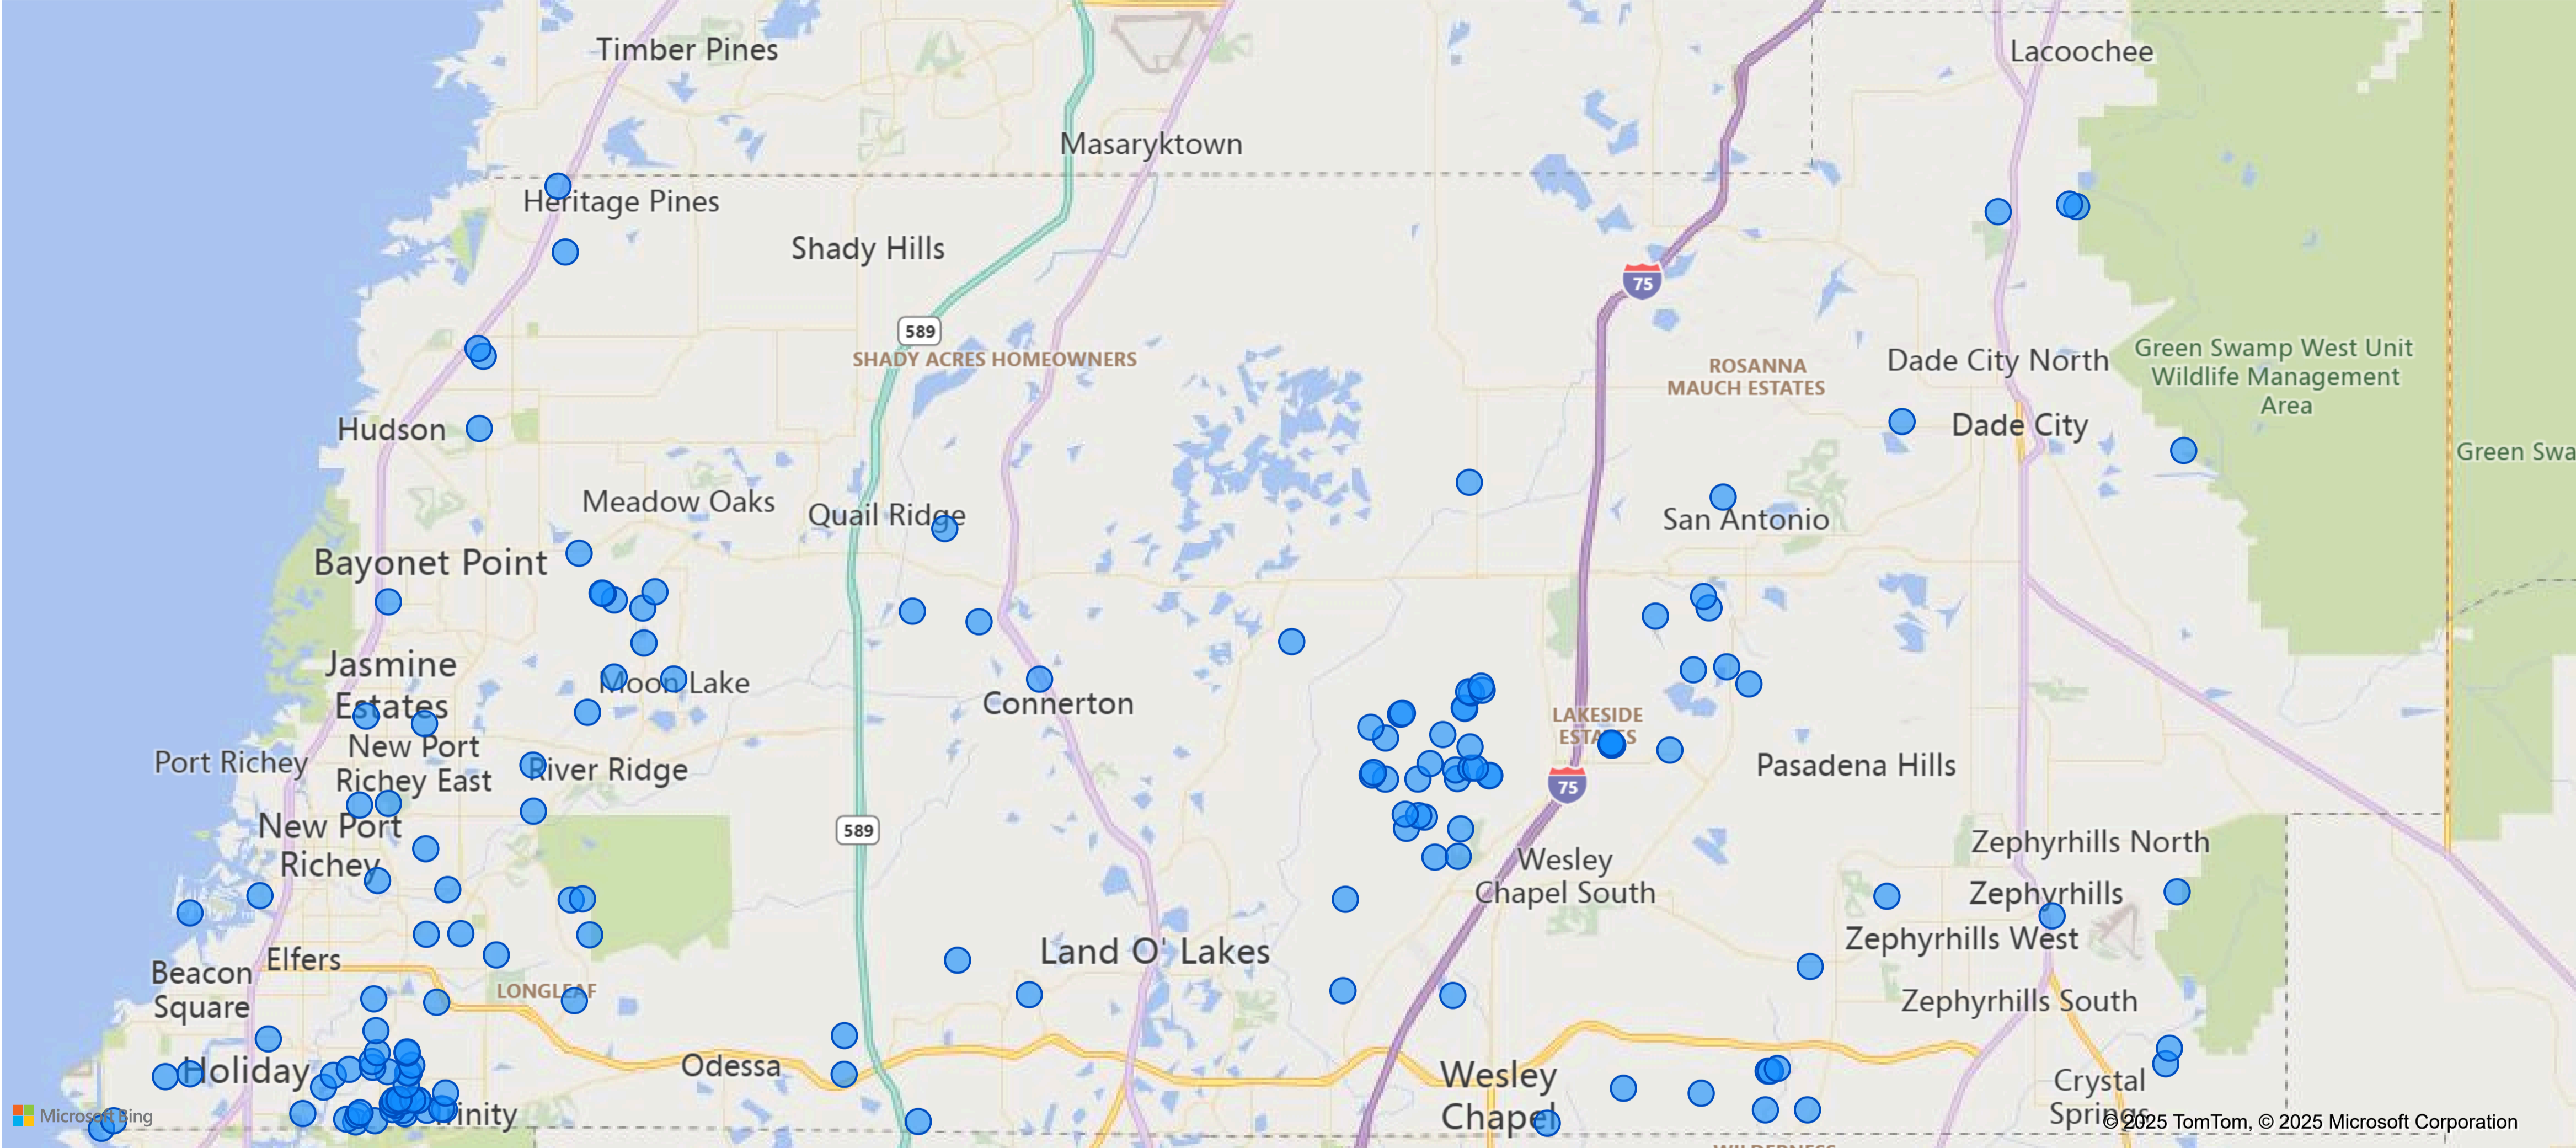 Timber Pines
Lacoochee
Masaryktown
Heritage Pines
Shady Hills
75
589
SHADY ACRES HOMEOWNERS
ROSANNA
MAUCH ESTATES
Dade City North
Green Swamp West Unit
Wildlife Management
Area
Hudson
Dade City
Green Swa
Meadow Oaks
Quail Ridge
San Antonio
Bayonet Point
Jasmine
Estates
Moon Lake
Connerton
LAKESIDE
ESTATES
New Port
Richey East
Port Richey
River Ridge
Pasadena Hills
75
New Port
Richey
589
Zephyrhills North
Wesley
Chapel South
Zephyrhills
Zephyrhills West
Land O' Lakes
Elfers
Beacon
Square
LONGLEAF
Zephyrhills South
Holiday
Odessa
Wesley
Chapel
Crystal
Springs
Trinity
Microsoft Bing
© 2025 TomTom, © 2025 Microsoft Corporation
WILDERNESS